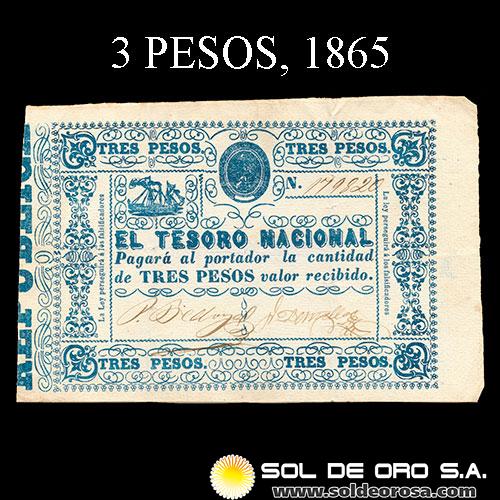 3 PESOS, 1865
TRES PESOS. TRES PESOS.
N. 179820
EL TESORO NACIONAL
Pagará al portador la cantidad
de TRES PESOS valor recibido.
La Ley perseguirá á los falsificadores
La ley perseguirá á los falsificadores
TRES PESOS. TRES PESOS.
SOL DE ORO S.A.
www.soldeorosa.com